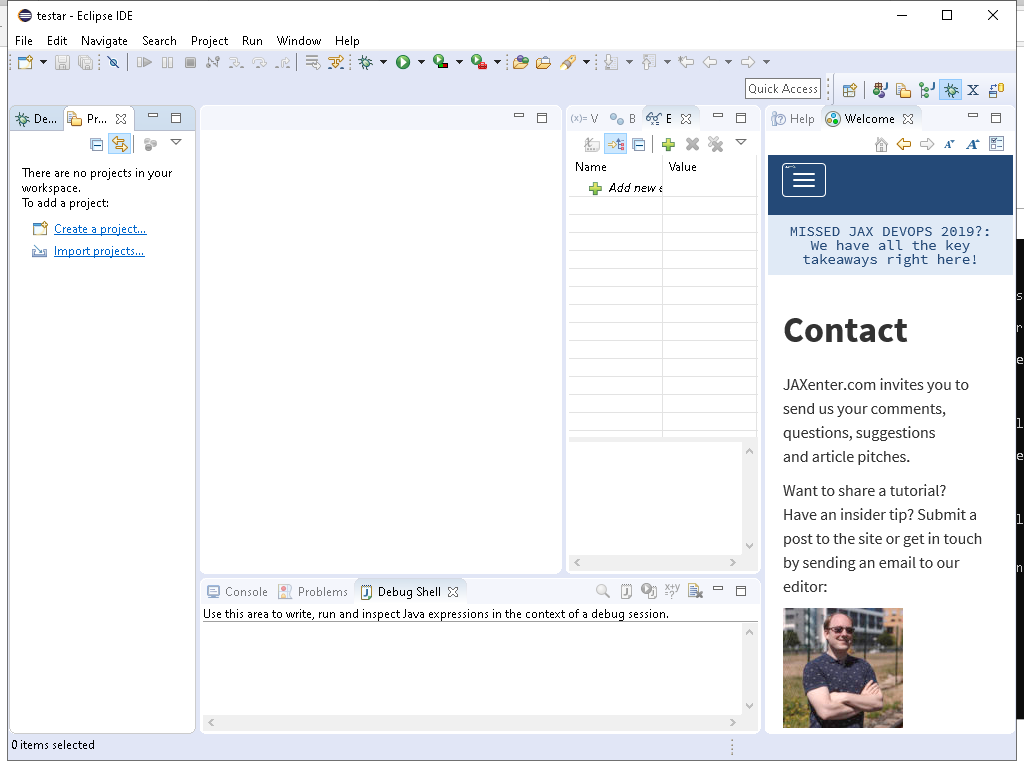 testar - Eclipse IDE
File Edit Navigate Search Project Run Window Help
Quick Access
De... Pr...
(x)= V B E
Help Welcome
There are no projects in your
workspace.
To add a project:
Create a project...
Import projects...
Name Value
Add new e
MISSED JAX DEVOPS 2019?:
We have all the key
takeaways right here!
Contact
JAXenter.com invites you to
send us your comments,
questions, suggestions
and article pitches.
Want to share a tutorial?
Have an insider tip? Submit a
post to the site or get in touch
by sending an email to our
editor:
Console Problems Debug Shell
Use this area to write, run and inspect Java expressions in the context of a debug session.
0 items selected